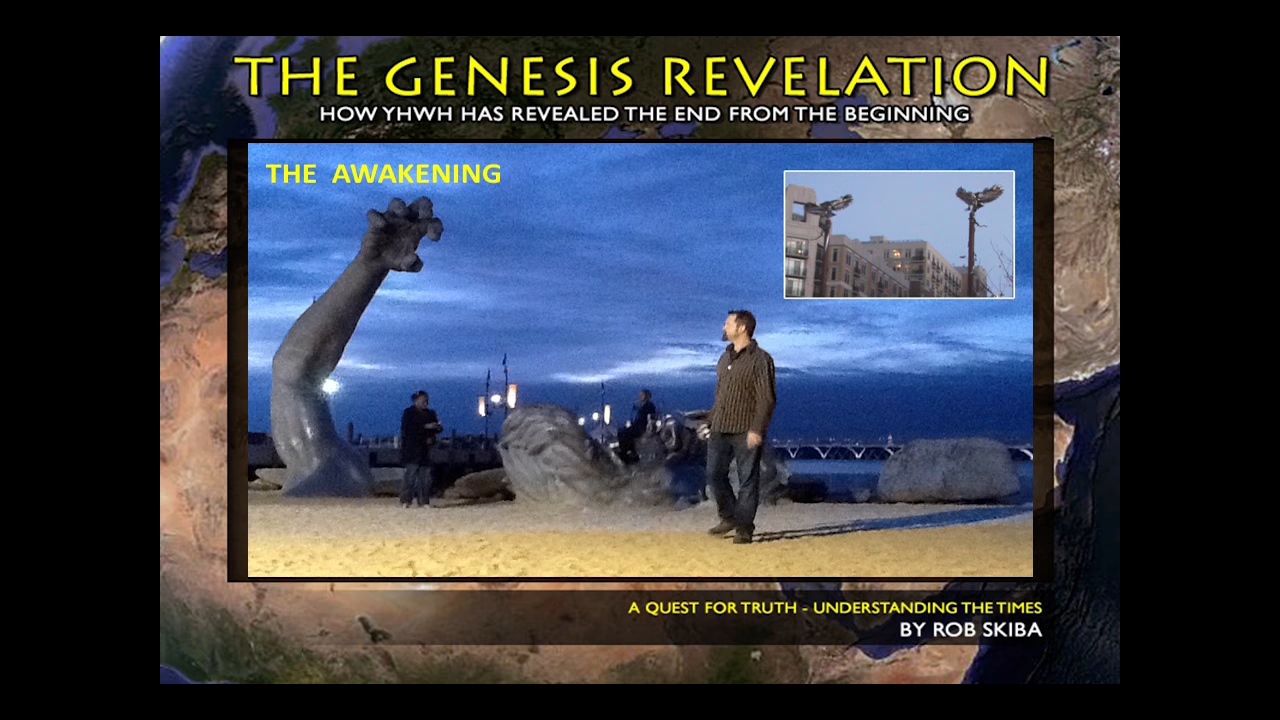 THE GENESIS REVELATION
HOW YHWH HAS REVEALED THE END FROM THE BEGINNING
THE AWAKENING
A QUEST FOR TRUTH - UNDERSTANDING THE TIMES
BY ROB SKIBA